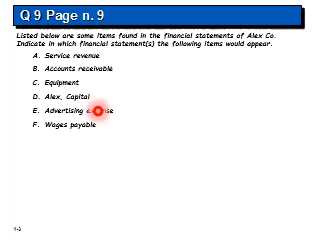 Q 9 Page n. 9
Listed below are some items found in the financial statements of Alex Co.
Indicate in which financial statement(s) the following items would appear.
A. Service revenue
B. Accounts receivable
C. Equipment
D. Alex, Capital
E. Advertising
F. Wages payable